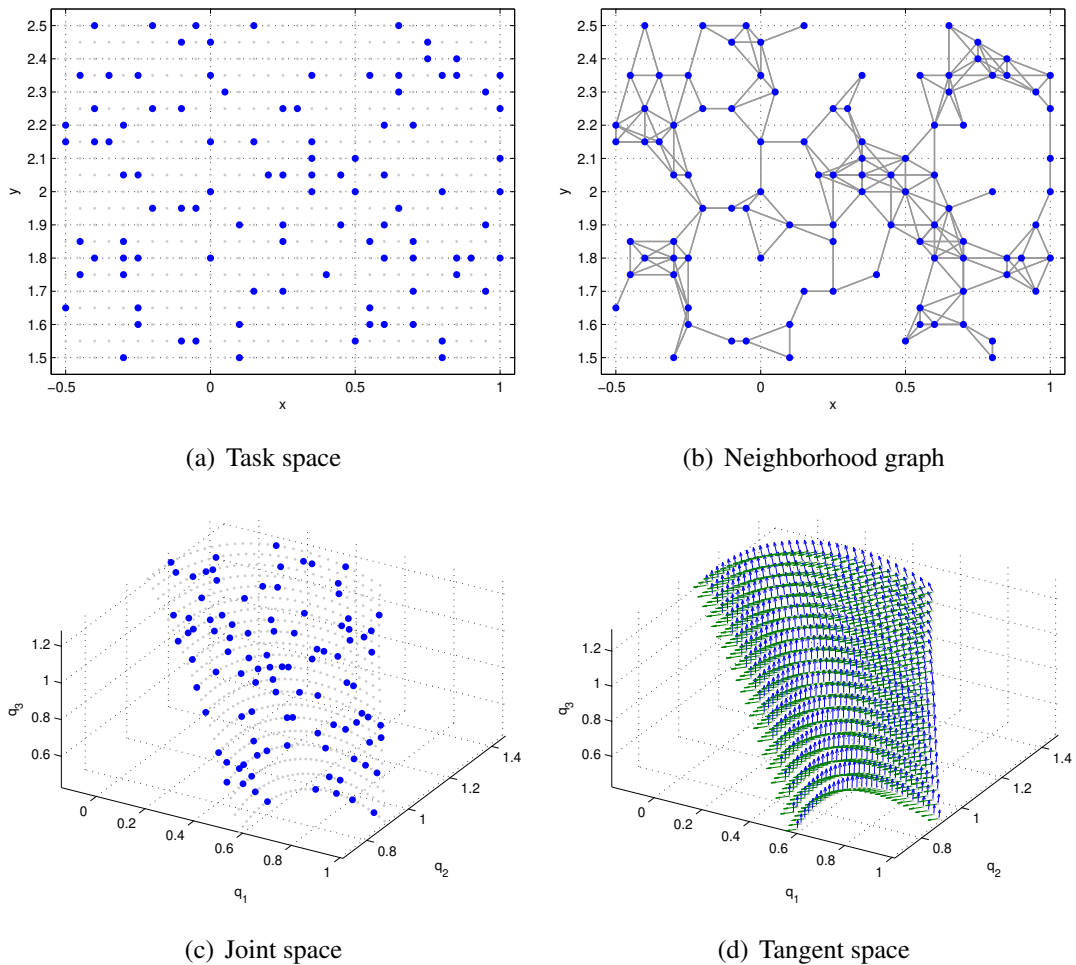 2.5
2.4
2.3
2.2
2.1
2
1.9
1.8
1.7
1.6
1.5
y
−0.5 0 0.5 1
x
(a) Task space
2.5
2.4
2.3
2.2
2.1
2
1.9
1.8
1.7
1.6
1.5
y
−0.5 0 0.5 1
x
(b) Neighborhood graph
1.2
1
0.8
0.6
q3
0 0.2 0.4 0.6 0.8 1
q1
0.8 1 1.2 1.4
q2
(c) Joint space
1.2
1
0.8
0.6
q3
0 0.2 0.4 0.6 0.8 1
q1
0.8 1 1.2 1.4
q2
(d) Tangent space